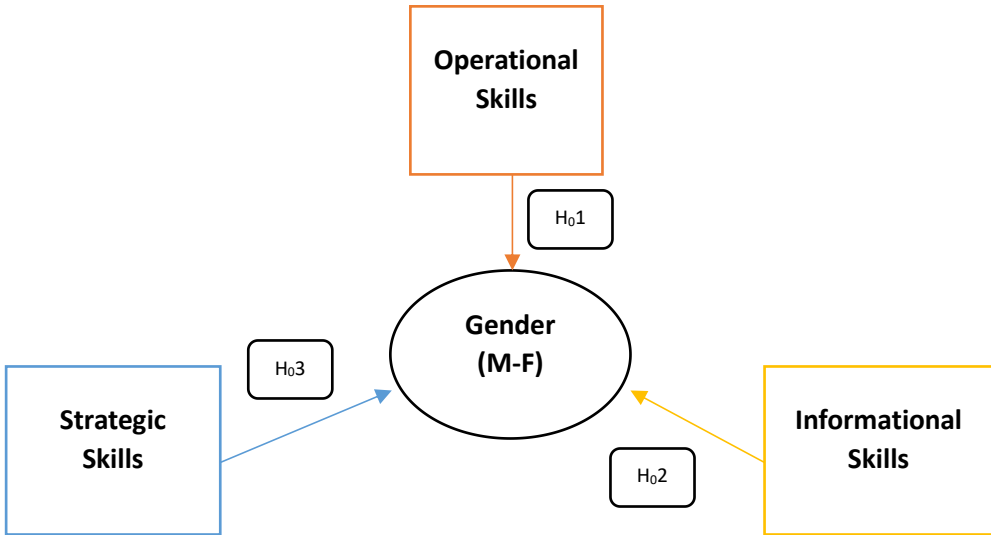 Operational
Skills
H₀1
Gender
(M-F)
H₀3
Strategic
Skills
Informational
Skills
H₀2